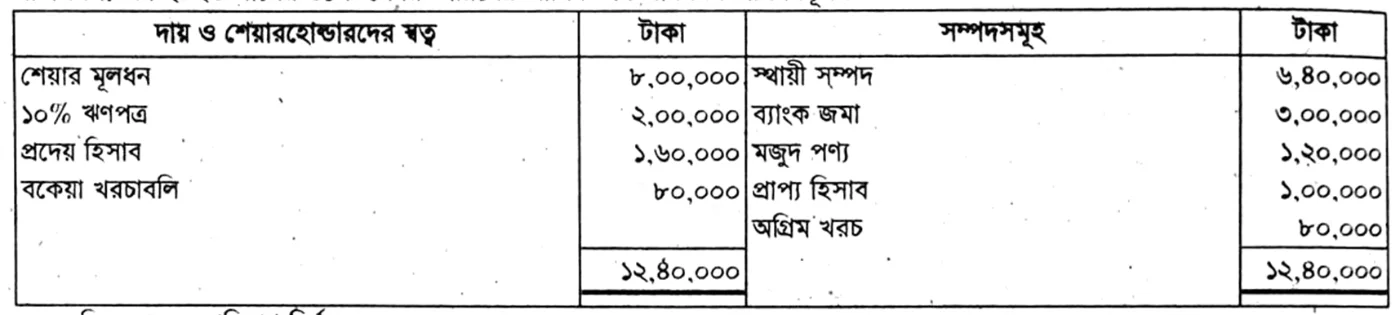 দায় ও শেয়ারহোল্ডারদের স্বত্ব টাকা সম্পদসমূহ টাকা
শেয়ার মূলধন ৮,০০,০০০ স্থায়ী সম্পদ ৬,৪০,০০০
১০% ঋণপত্র ২,০০,০০০ ব্যাংক জমা ৩,০০,০০০
প্রদেয় হিসাব ১,৬০,০০০ মজুদ পণ্য ১,২০,০০০
বকেয়া খরচাবলি ৮০,০০০ প্রাপ্য হিসাব ১,০০,০০০
অগ্রিম খরচ ৮০,০০০
১২,৪০,০০০ ১২,৪০,০০০